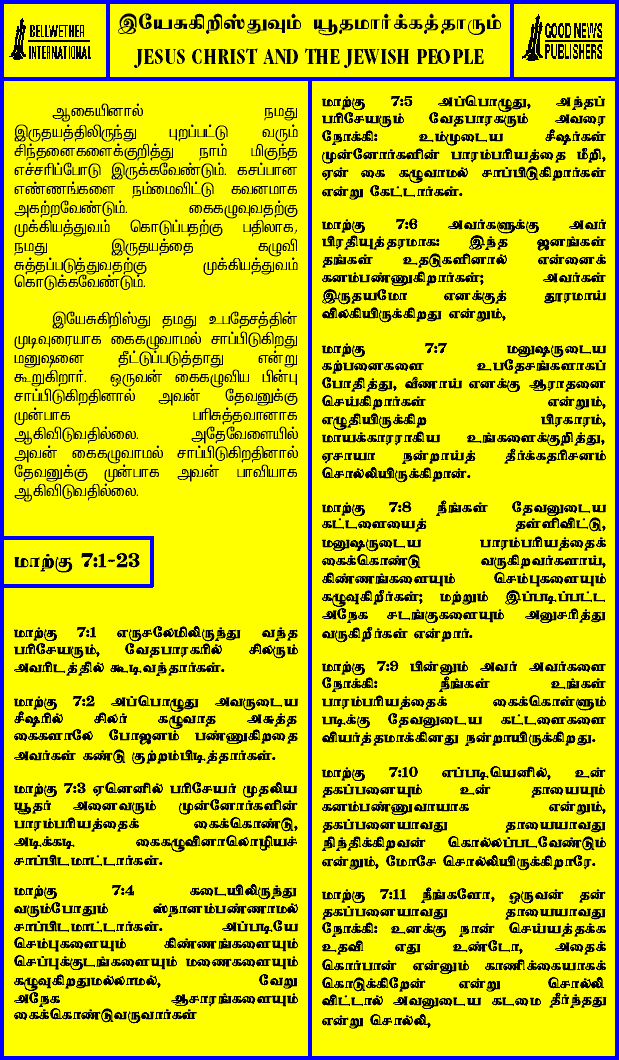 BELLWETHER
INTERNATIONAL
இயேசுகிறிஸ்துவும் யூதமார்க்கத்தாரும்
JESUS CHRIST AND THE JEWISH PEOPLE
GOOD NEWS
PUBLISHERS
ஆகையினால் நமது
இருதயத்திலிருந்து புறப்பட்டு வரும்
சிந்தனைகளைக்குறித்து நாம் மிகுந்த
எச்சரிப்போடு இருக்கவேண்டும். கசப்பான
எண்ணங்களை நம்மைவிட்டு கவனமாக
அகற்றவேண்டும். கைகழுவுவதற்கு
முக்கியத்துவம் கொடுப்பதற்கு பதிலாக,
நமது இருதயத்தை கழுவி
சுத்தப்படுத்துவதற்கு முக்கியத்துவம்
கொடுக்கவேண்டும்.
இயேசுகிறிஸ்து தமது உபதேசத்தின்
முடிவுரையாக கைகழுவாமல் சாப்பிடுகிறது
மனுஷனை தீட்டுப்படுத்தாது என்று
கூறுகிறார். ஒருவன் கைகழுவிய பின்பு
சாப்பிடுகிறதினால் அவன் தேவனுக்கு
முன்பாக பரிசுத்தவானாக
ஆகிவிடுவதில்லை. அதேவேளையில்
அவன் கைகழுவாமல் சாப்பிடுகிறதினால்
தேவனுக்கு முன்பாக அவன் பாவியாக
ஆகிவிடுவதில்லை.
மாற்கு 7:1-23
மாற்கு 7:1 எருசலேமிலிருந்து வந்த
பரிசேயரும், வேதபாரகரில் சிலரும்
அவரிடத்தில் கூடிவந்தார்கள்.
மாற்கு 7:2 அப்பொழுது அவருடைய
சீஷரில் சிலர் கழுவாத அசுத்த
கைகளாலே போஜனம் பண்ணுகிறதை
அவர்கள் கண்டு குற்றம்பிடித்தார்கள்.
மாற்கு 7:3 ஏனெனில் பரிசேயர் முதலிய
யூதர் அனைவரும் முன்னோர்களின்
பாரம்பரியத்தைக் கைக்கொண்டு,
அடிக்கடி கைகழுவினாலொழியச்
சாப்பிடமாட்டார்கள்.
மாற்கு 7:4 கடையிலிருந்து
வரும்போதும் ஸ்நானம்பண்ணாமல்
சாப்பிடமாட்டார்கள். அப்படியே
செம்புகளையும் கிண்ணங்களையும்
செப்புக்குடங்களையும் மணைகளையும்
கழுவுகிறதுமல்லாமல், வேறு
அநேக ஆசாரங்களையும்
கைக்கொண்டுவருவார்கள்
மாற்கு 7:5 அப்பொழுது, அந்தப்
பரிசேயரும் வேதபாரகரும் அவரை
நோக்கி: உம்முடைய சீஷர்கள்
முன்னோர்களின் பாரம்பரியத்தை மீறி,
ஏன் கை கழுவாமல் சாப்பிடுகிறார்கள்
என்று கேட்டார்கள்.
மாற்கு 7:6 அவர்களுக்கு அவர்
பிரதியுத்தரமாக: இந்த ஜனங்கள்
தங்கள் உதடுகளினால் என்னைக்
கனம்பண்ணுகிறார்கள்; அவர்கள்
இருதயமோ எனக்குத் தூரமாய்
விலகியிருக்கிறது என்றும்,
மாற்கு 7:7 மனுஷருடைய
கற்பனைகளை உபதேசங்களாகப்
போதித்து, வீணாய் எனக்கு ஆராதனை
செய்கிறார்கள் என்றும்,
எழுதியிருக்கிற பிரகாரம்,
மாயக்காரராகிய உங்களைக்குறித்து,
ஏசாயா நன்றாய்த் தீர்க்கதரிசனம்
சொல்லியிருக்கிறான்.
மாற்கு 7:8 நீங்கள் தேவனுடைய
கட்டளையைத் தள்ளிவிட்டு,
மனுஷருடைய பாரம்பரியத்தைக்
கைக்கொண்டு வருகிறவர்களாய்,
கிண்ணங்களையும் செம்புகளையும்
கழுவுகிறீர்கள்; மற்றும் இப்படிப்பட்ட
அநேக சடங்குகளையும் அனுசரித்து
வருகிறீர்கள் என்றார்.
மாற்கு 7:9 பின்னும் அவர் அவர்களை
நோக்கி: நீங்கள் உங்கள்
பாரம்பரியத்தைக் கைக்கொள்ளும்
படிக்கு தேவனுடைய கட்டளைகளை
வியர்த்தமாக்கினது நன்றாயிருக்கிறது.
மாற்கு 7:10 எப்படியெனில், உன்
தகப்பனையும் உன் தாயையும்
கனம்பண்ணுவாயாக என்றும்,
தகப்பனையாவது தாயையாவது
நிந்திக்கிறவன் கொல்லப்படவேண்டும்
என்றும், மோசே சொல்லியிருக்கிறாரே.
மாற்கு 7:11 நீங்களோ, ஒருவன் தன்
தகப்பனையாவது தாயையாவது
நோக்கி: உனக்கு நான் செய்யத்தக்க
உதவி எது உண்டோ, அதைக்
கொர்பான் என்னும் காணிக்கையாகக்
கொடுக்கிறேன் என்று சொல்லி
விட்டால் அவனுடைய கடமை தீர்ந்தது
என்று சொல்லி,